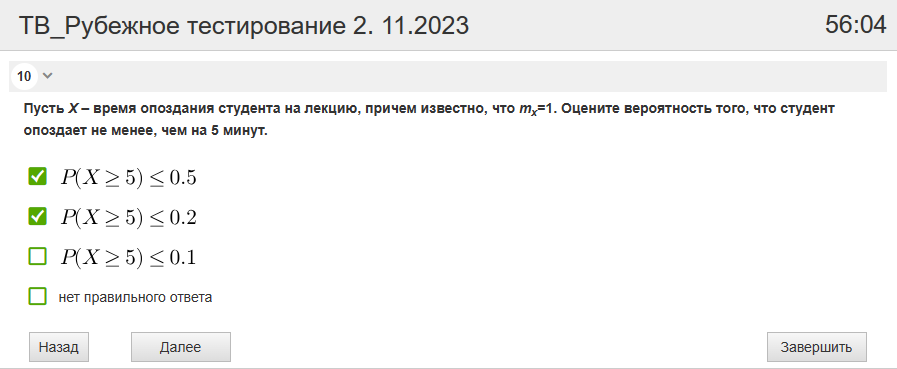 ТВ_Рубежное тестирование 2. 11.2023
56:04
10
Пусть X – время опоздания студента на лекцию, причем известно, что mₓ=1. Оцените вероятность того, что студент
опоздает не менее, чем на 5 минут.
P(X ≥ 5) ≤ 0.5
P(X ≥ 5) ≤ 0.2
P(X ≥ 5) ≤ 0.1
нет правильного ответа
Назад
Далее
Завершить